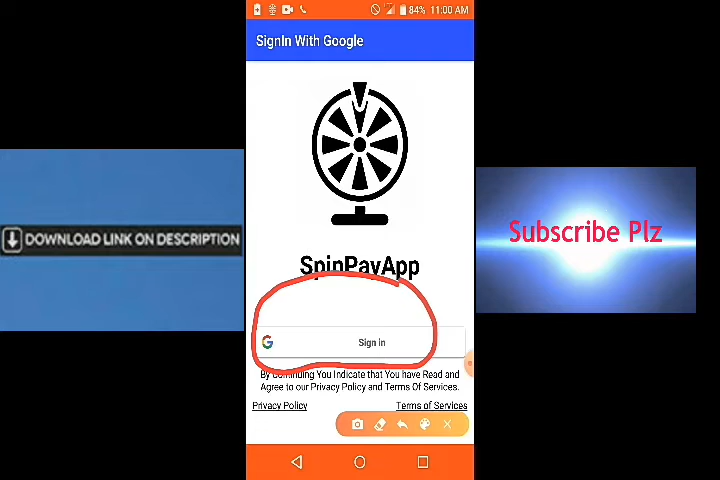 84% 11:00 AM
SignIn With Google
DOWNLOAD LINK ON DESCRIPTION
Subscribe Plz
SpinPayApp
Sign in
By Continuing You Indicate that You have Read and
Agree to our Privacy Policy and Terms Of Services.
Privacy Policy Terms of Services